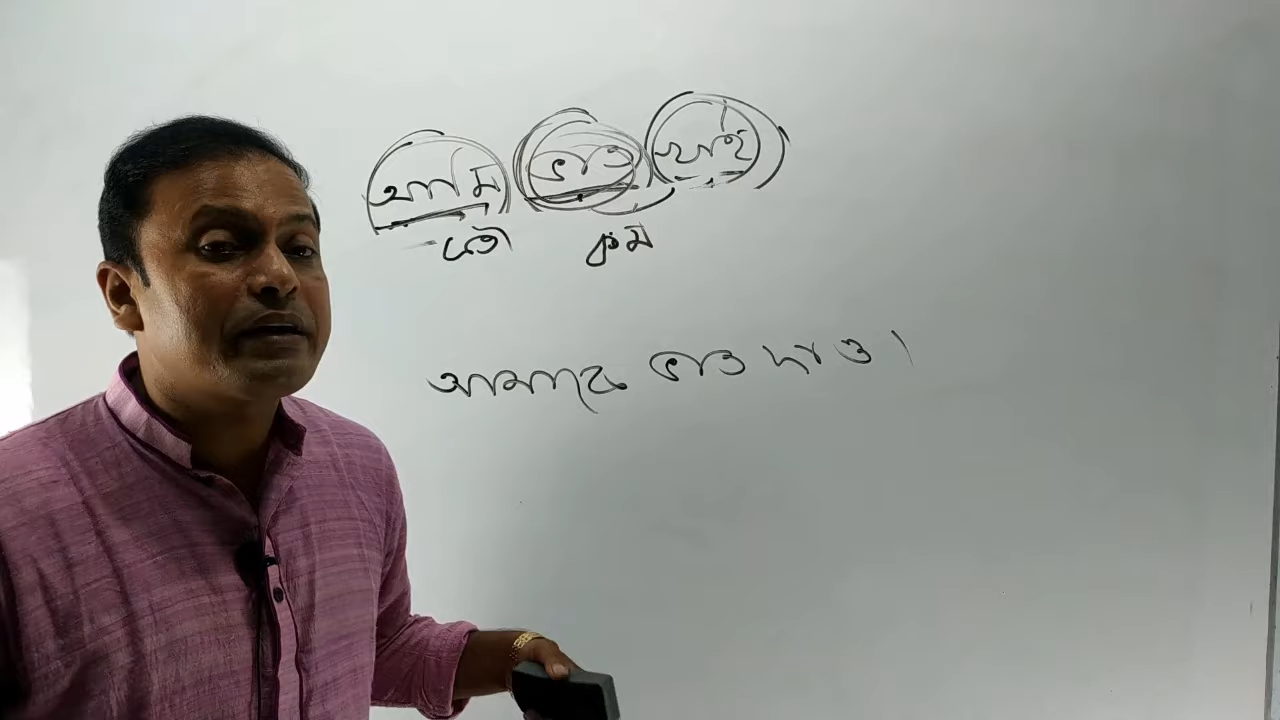 আমি ভাত খাই
কর্ম
আমাকে ভাত দাও।